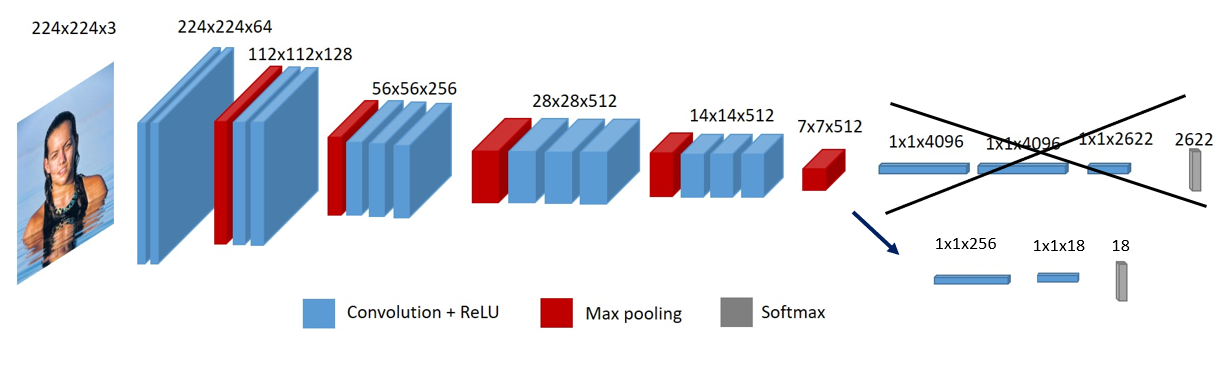 224x224x3
224x224x64
112x112x128
56x56x256
28x28x512
14x14x512
7x7x512
1x1x4096
1x1x4096
1x1x2622
2622
1x1x256
1x1x18
18
Convolution + ReLU
Max pooling
Softmax